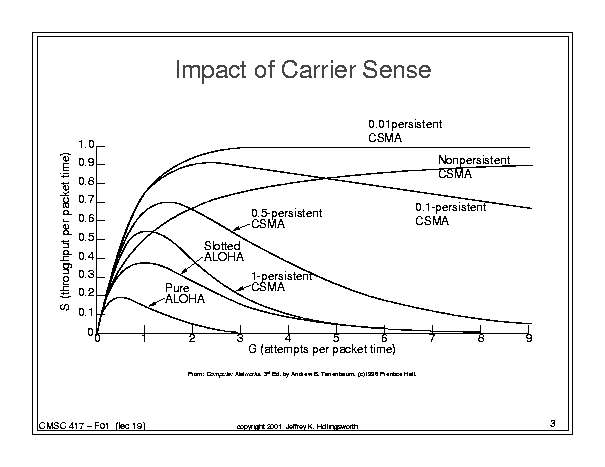 Impact of Carrier Sense
0.01persistent
CSMA
Nonpersistent
CSMA
0.1-persistent
CSMA
0.5-persistent
CSMA
Slotted
ALOHA
1-persistent
CSMA
Pure
ALOHA
S (throughput per packet time)
1.0
0.9
0.8
0.7
0.6
0.5
0.4
0.3
0.2
0.1
0
0 1 2 3 4 5 6 7 8 9
G (attempts per packet time)
From: Computer Networks, 3rd Ed. by Andrew S. Tanenbaum, (c)1996 Prentice Hall.
CMSC 417 – F01 (lec 19)
copyright 2001 Jeffrey K. Hollingsworth
3